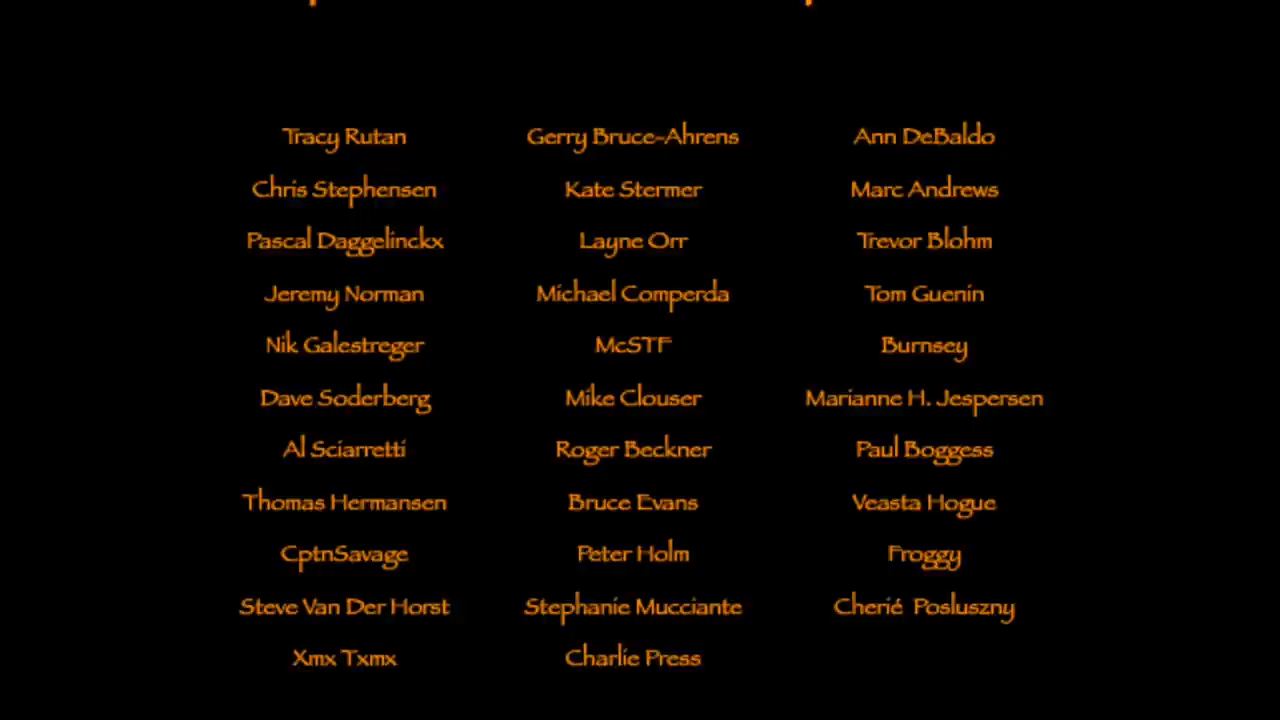 Tracy Rutan Gerry Bruce-Ahrens Ann DeBaldo
Chris Stephensen Kate Stermer Marc Andrews
Pascal Daggelinckx Layne Orr Trevor Blohm
Jeremy Norman Michael Comperda Tom Guenin
Nik Galestreger McSTF Burnsey
Dave Soderberg Mike Clouser Marianne H. Jespersen
Al Sciarretti Roger Beckner Paul Boggess
Thomas Hermansen Bruce Evans Veasta Hogue
CptnSavage Peter Holm Froggy
Steve Van Der Horst Stephanie Mucciante Cherié Posluszny
Xmx Txmx Charlie Press